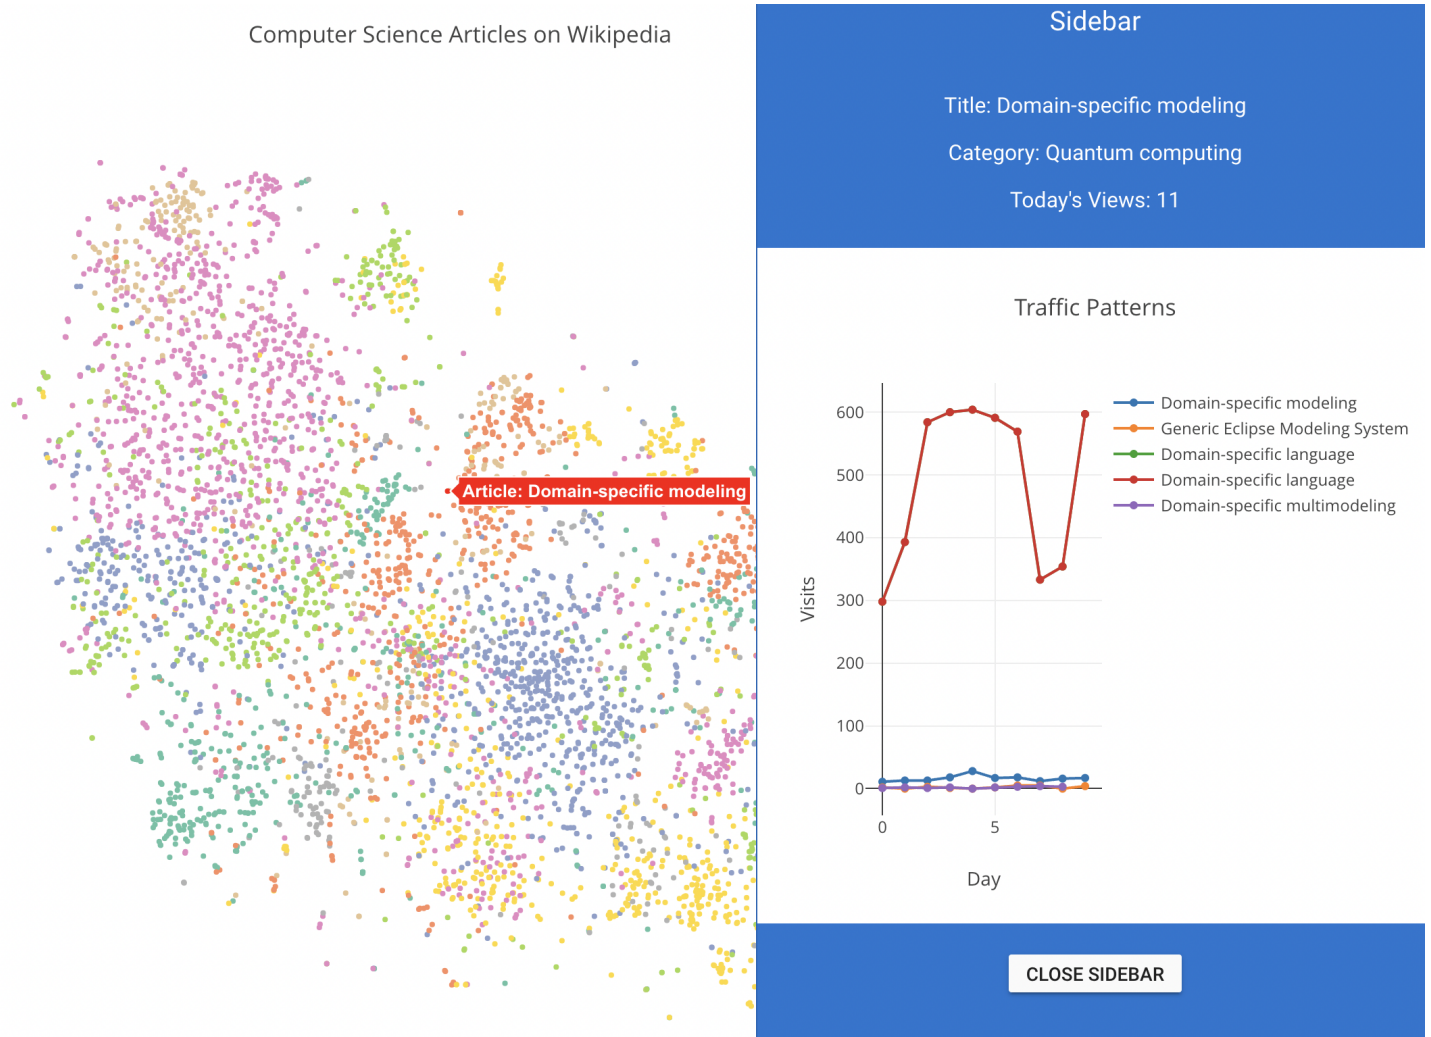 Computer Science Articles on Wikipedia
Article: Domain-specific modeling
Sidebar
Title: Domain-specific modeling
Category: Quantum computing
Today's Views: 11
Traffic Patterns
600
500
400
300
200
100
0
Visits
0
5
Day
Domain-specific modeling
Generic Eclipse Modeling System
Domain-specific language
Domain-specific language
Domain-specific multimodeling
CLOSE SIDEBAR